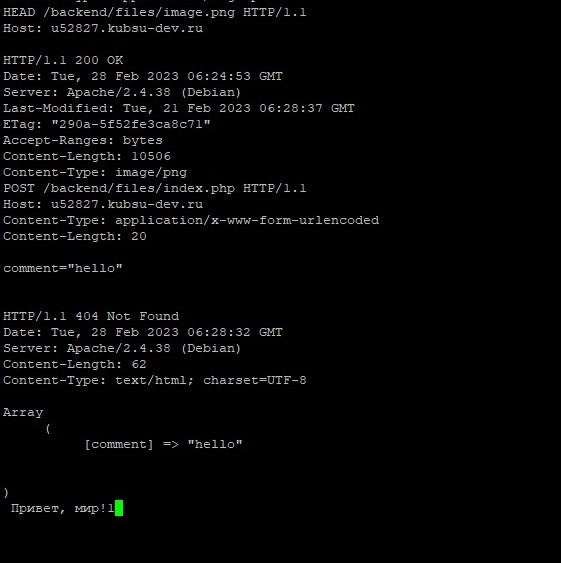 HEAD /backend/files/image.png HTTP/1.1
Host: u52827.kubsu-dev.ru

HTTP/1.1 200 OK
Date: Tue, 28 Feb 2023 06:24:53 GMT
Server: Apache/2.4.38 (Debian)
Last-Modified: Tue, 21 Feb 2023 06:28:37 GMT
ETag: "290a-5f52fe3ca8c71"
Accept-Ranges: bytes
Content-Length: 10506
Content-Type: image/png
POST /backend/files/index.php HTTP/1.1
Host: u52827.kubsu-dev.ru
Content-Type: application/x-www-form-urlencoded
Content-Length: 20

comment="hello"

HTTP/1.1 404 Not Found
Date: Tue, 28 Feb 2023 06:28:32 GMT
Server: Apache/2.4.38 (Debian)
Content-Length: 62
Content-Type: text/html; charset=UTF-8

Array
(
[comment] => "hello"

)
Привет, мир!1